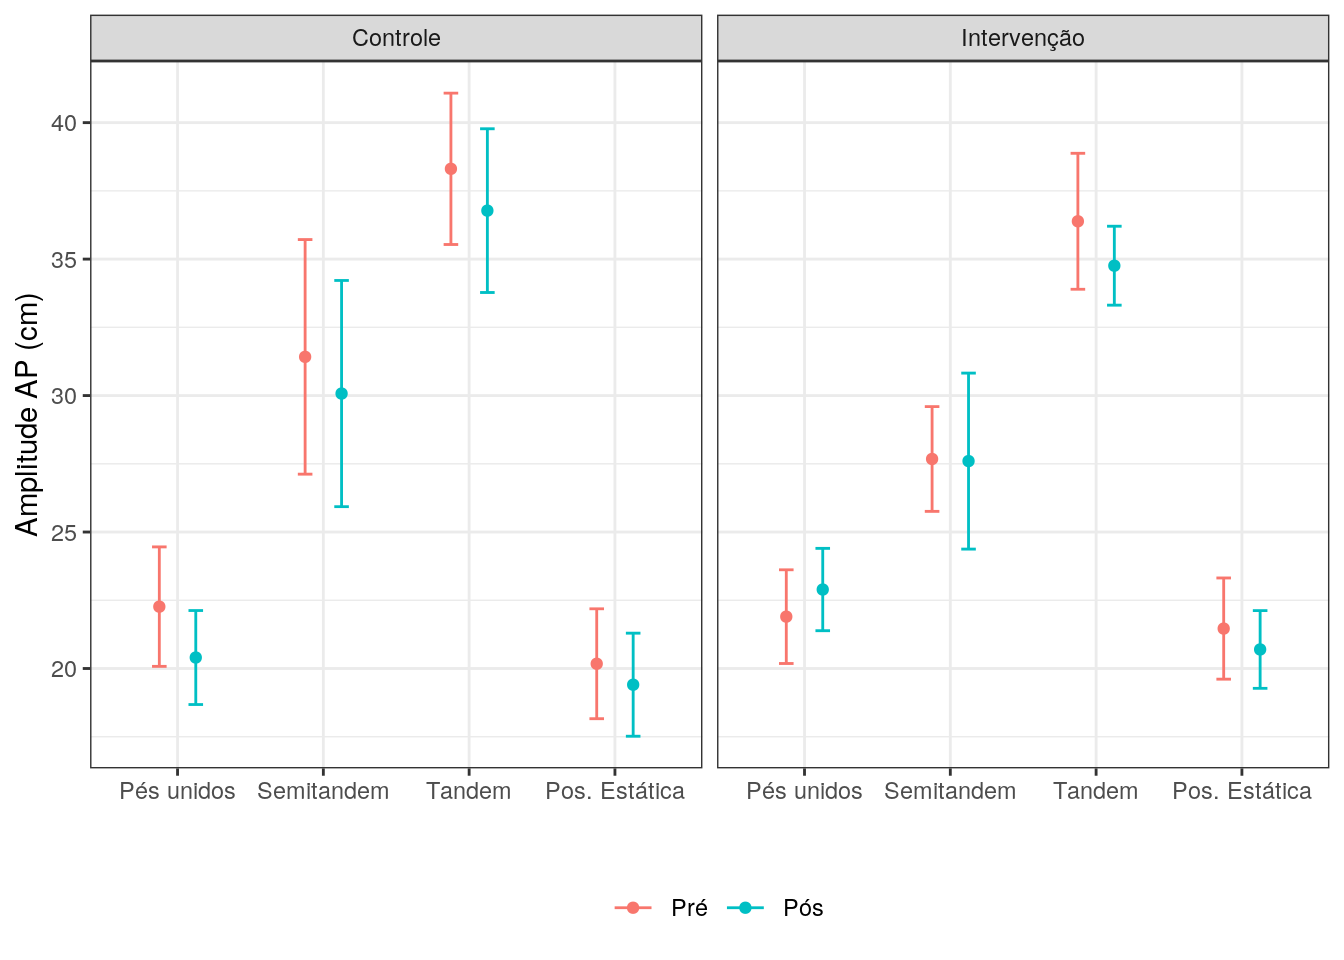 Controle
Intervenção
Amplitude AP (cm)
40
35
30
25
20
Pés unidos Semitandem Tandem Pos. Estática
Pés unidos Semitandem Tandem Pos. Estática
Pré Pós